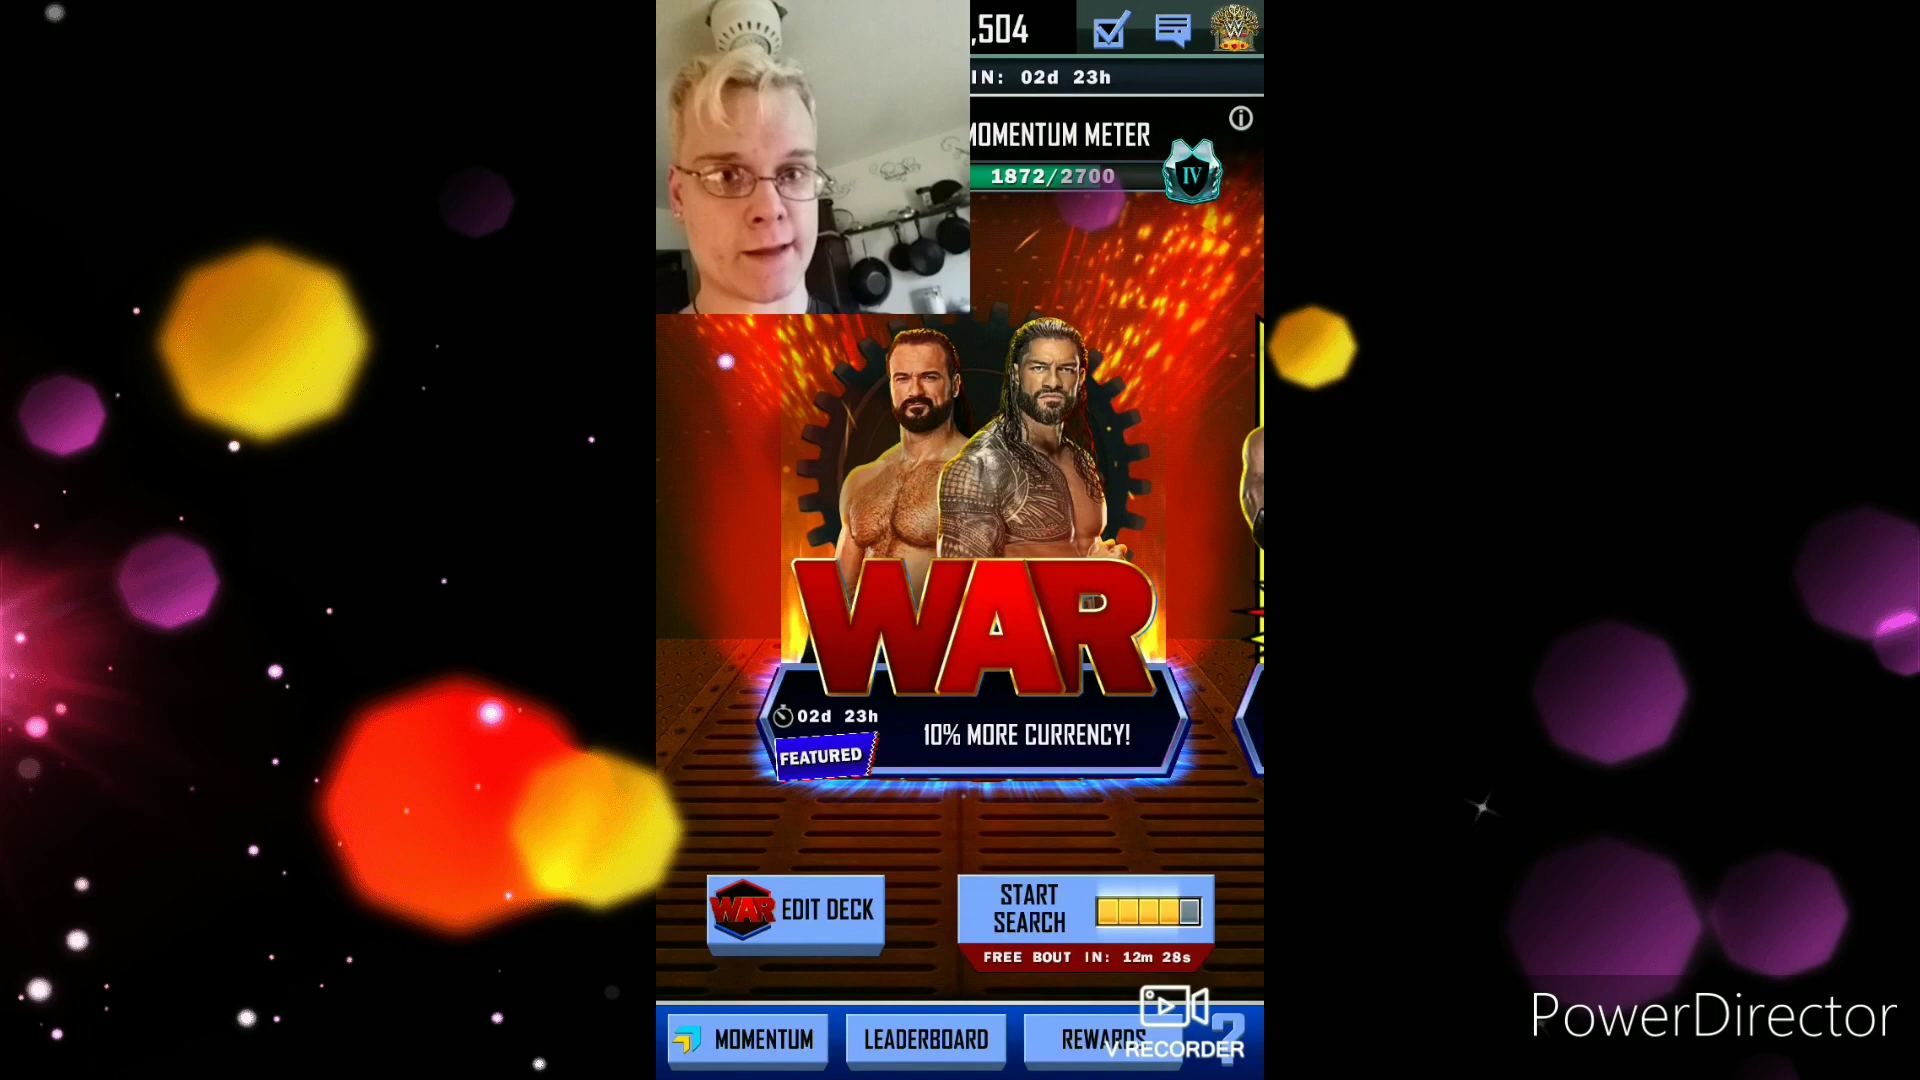 ,504
IN: 02d 23h
MOMENTUM METER
1872/2700
IV
WAR
02d 23h
10% MORE CURRENCY!
FEATURED
WAR EDIT DECK
START
SEARCH
FREE BOUT IN: 12m 28s
MOMENTUM
LEADERBOARD
REWARDS
?
V RECORDER
PowerDirector